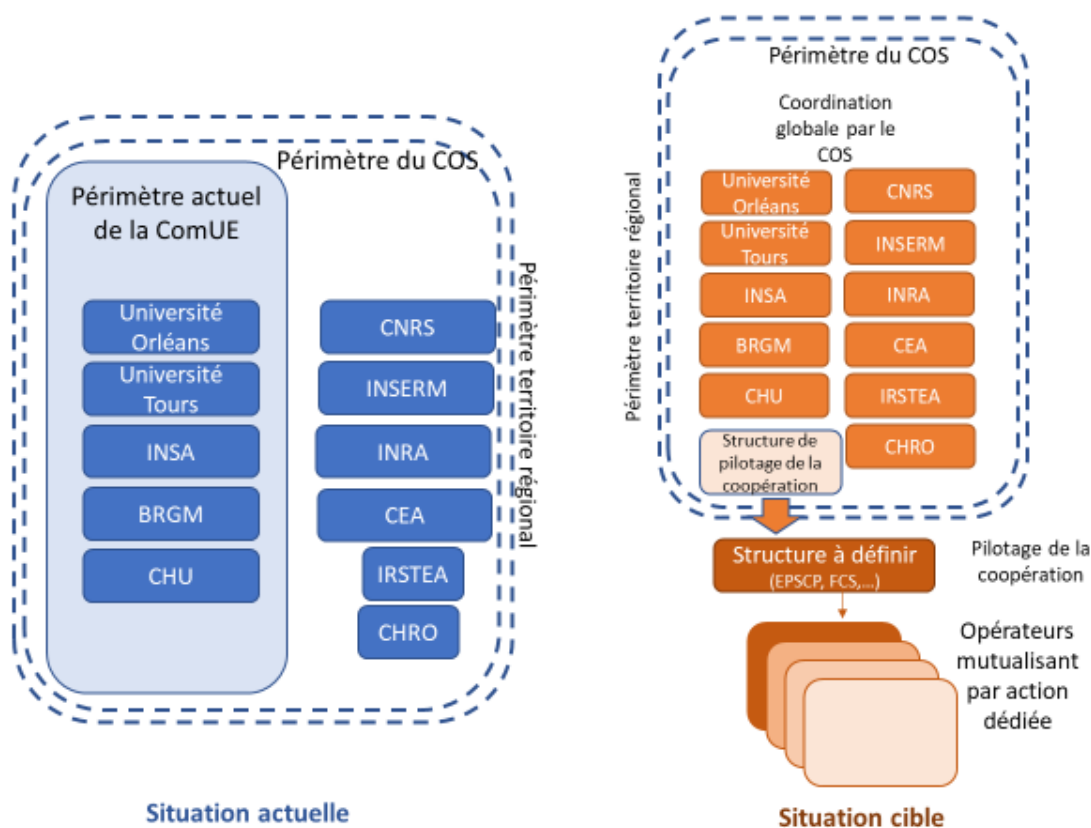 Périmètre du COS
Périmètre actuel
de la ComUE
Université
Orléans
Université
Tours
INSA
BRGM
CHU
CNRS
INSERM
INRA
CEA
IRSTEA
CHRO
Périmètre territoire régional
Situation actuelle
Périmètre du COS
Coordination
globale par le
COS
Périmètre territoire régional
Université
Orléans
Université
Tours
INSA
BRGM
CHU
Structure de
pilotage de la
coopération
CNRS
INSERM
INRA
CEA
IRSTEA
CHRO
Structure à définir
(EPSCP, FCS,...)
Pilotage de la
coopération
Opérateurs
mutualisant
par action
dédiée
Situation cible